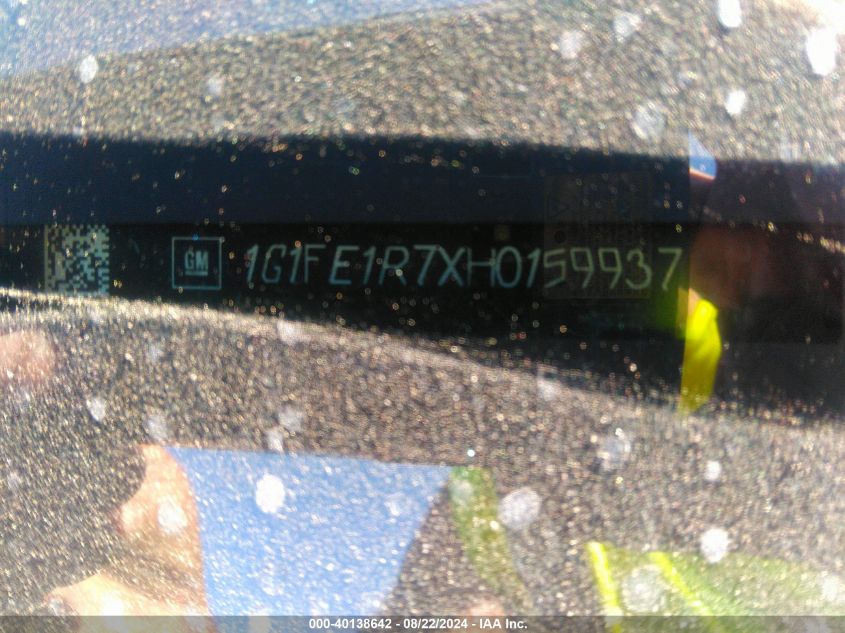 GM 1G1FE1R7XH0159937
000-40138642 - 08/22/2024 - IAA Inc.